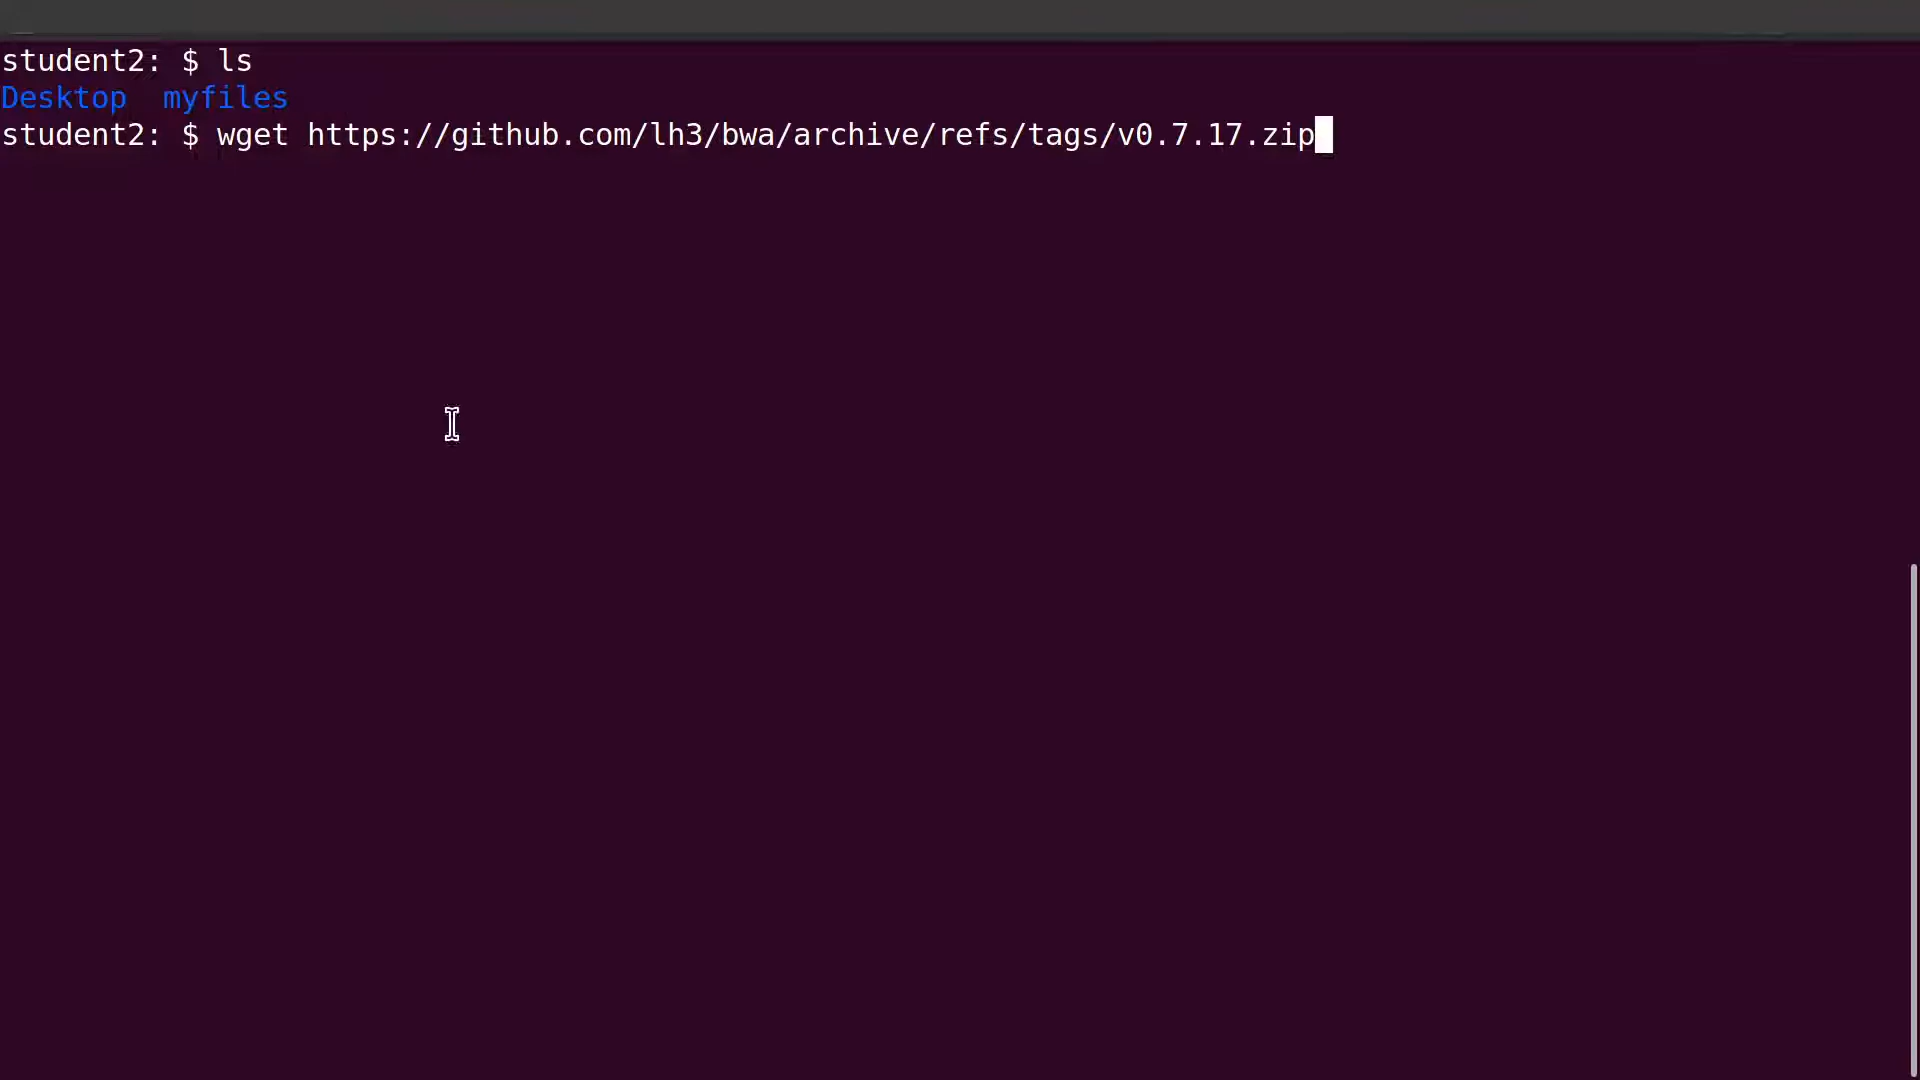 student2: $ ls
Desktop  myfiles
student2: $ wget https://github.com/lh3/bwa/archive/refs/tags/v0.7.17.zip